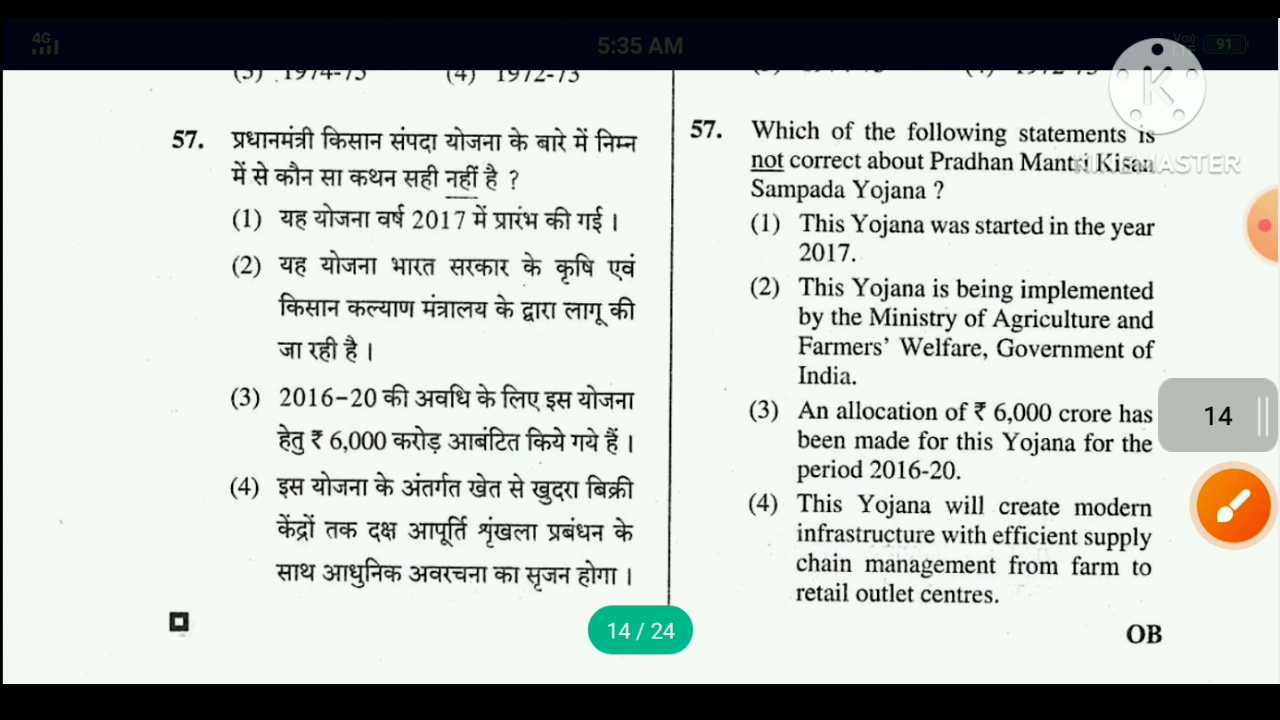 4G
5:35 AM
91
57. प्रधानमंत्री किसान संपदा योजना के बारे में निम्न
में से कौन सा कथन सही नहीं है ?
(1) यह योजना वर्ष 2017 में प्रारंभ की गई ।
(2) यह योजना भारत सरकार के कृषि एवं
किसान कल्याण मंत्रालय के द्वारा लागू की
जा रही है ।
(3) 2016–20 की अवधि के लिए इस योजना
हेतु ₹ 6,000 करोड़ आबंटित किये गये हैं ।
(4) इस योजना के अंतर्गत खेत से खुदरा बिक्री
केंद्रों तक दक्ष आपूर्ति शृंखला प्रबंधन के
साथ आधुनिक अवरचना का सृजन होगा ।
57. Which of the following statements is
not correct about Pradhan Mantri Kisan
Sampada Yojana ?
(1) This Yojana was started in the year
2017.
(2) This Yojana is being implemented
by the Ministry of Agriculture and
Farmers' Welfare, Government of
India.
(3) An allocation of ₹ 6,000 crore has
been made for this Yojana for the
period 2016-20.
(4) This Yojana will create modern
infrastructure with efficient supply
chain management from farm to
retail outlet centres.
OB
14 / 24
14
K